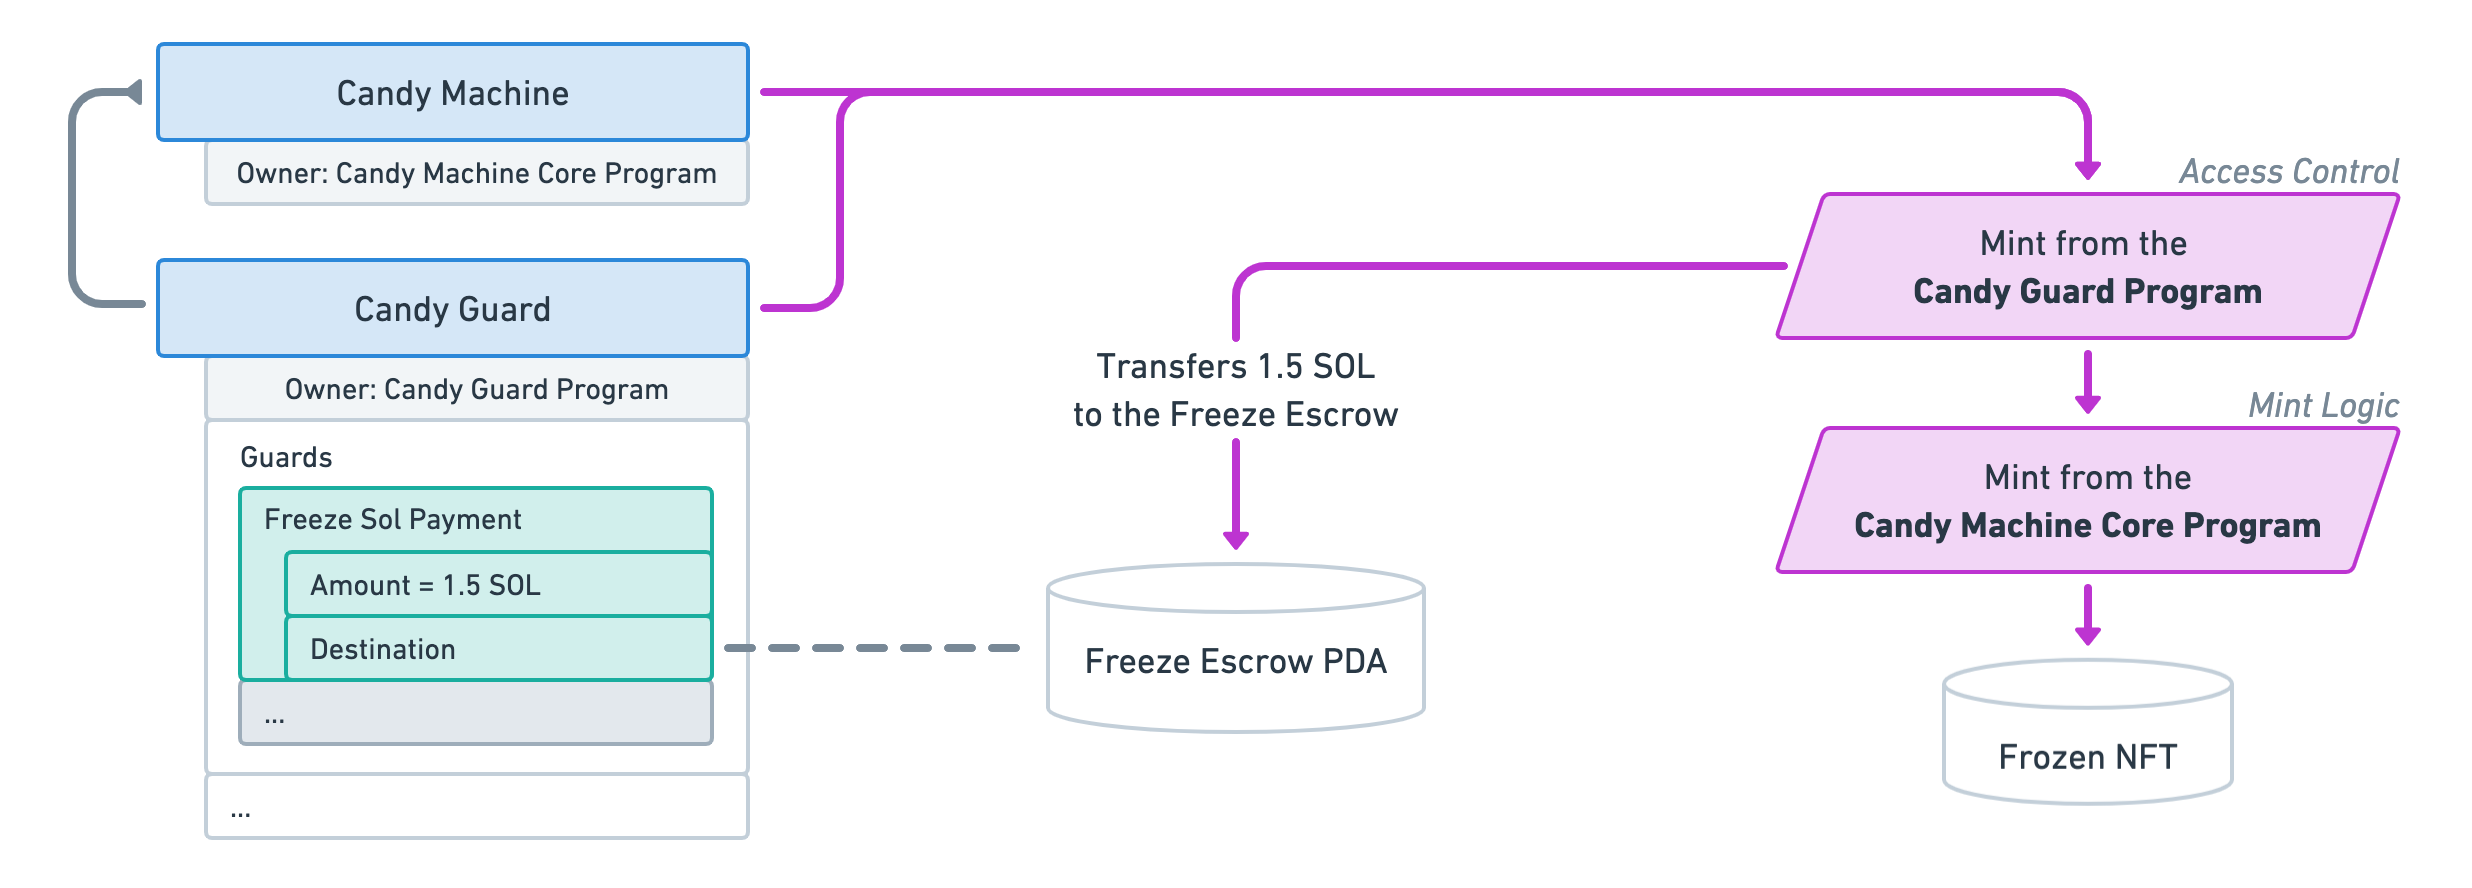 Candy Machine
Owner: Candy Machine Core Program
Candy Guard
Owner: Candy Guard Program
Guards
Freeze Sol Payment
Amount = 1.5 SOL
Destination
...
...
Transfers 1.5 SOL
to the Freeze Escrow
Freeze Escrow PDA
Access Control
Mint from the
Candy Guard Program
Mint Logic
Mint from the
Candy Machine Core Program
Frozen NFT